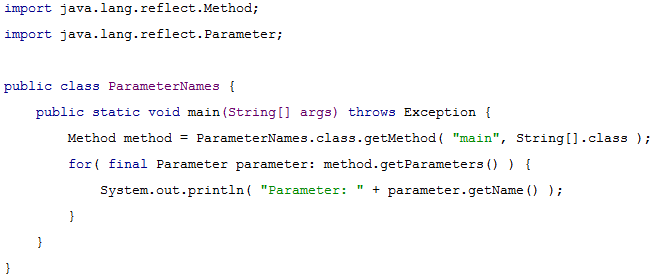 import java.lang.reflect.Method;
import java.lang.reflect.Parameter;

public class ParameterNames {
    public static void main(String[] args) throws Exception {
        Method method = ParameterNames.class.getMethod( "main", String[].class );
        for( final Parameter parameter: method.getParameters() ) {
            System.out.println( "Parameter: " + parameter.getName() );
        }
    }
}